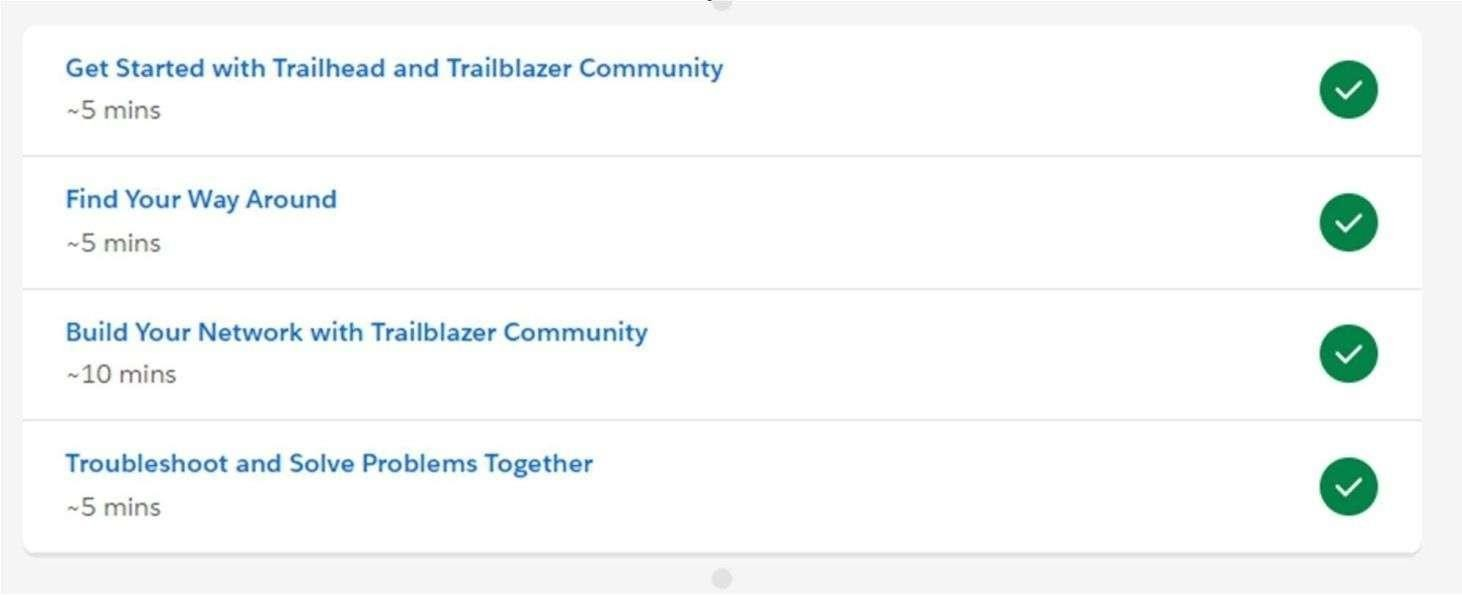 Get Started with Trailhead and Trailblazer Community
~5 mins
Find Your Way Around
~5 mins
Build Your Network with Trailblazer Community
~10 mins
Troubleshoot and Solve Problems Together
~5 mins